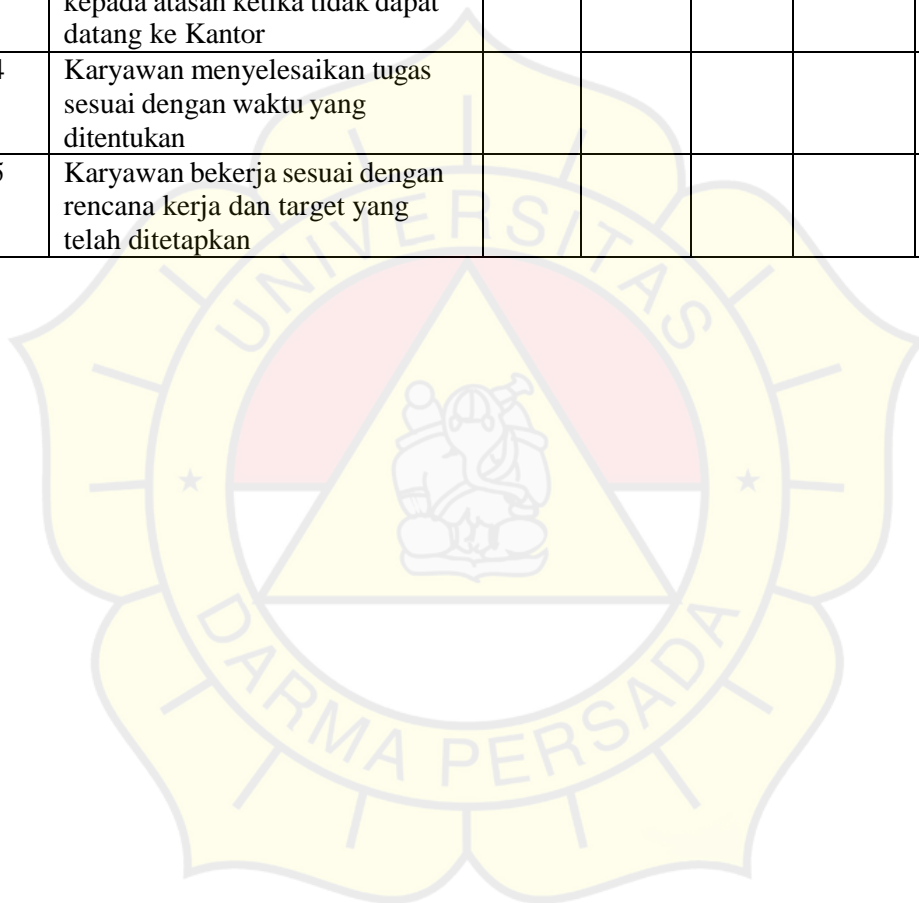 kepada atasan ketika tidak dapat
datang ke Kantor
4
Karyawan menyelesaikan tugas
sesuai dengan waktu yang
ditentukan
5
Karyawan bekerja sesuai dengan
rencana kerja dan target yang
telah ditetapkan
UNIVERSITAS
DARMA PERSADA